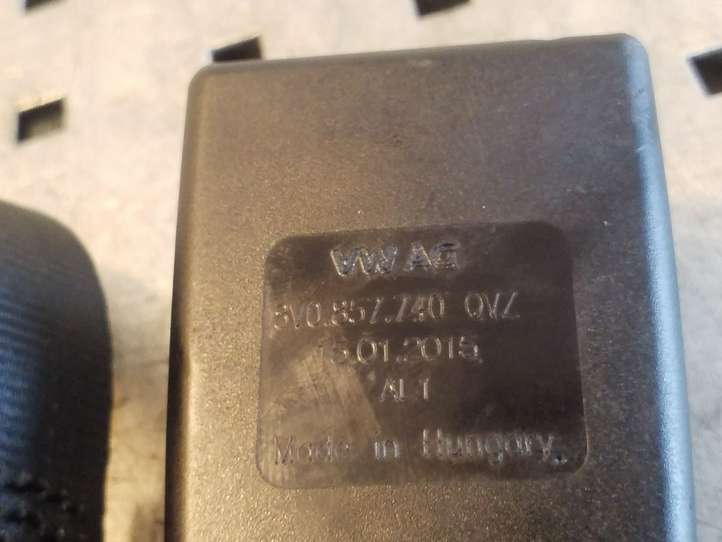 VW AG
5V0.857.740 QVZ
15.01.2015
AL1
Made in Hungary